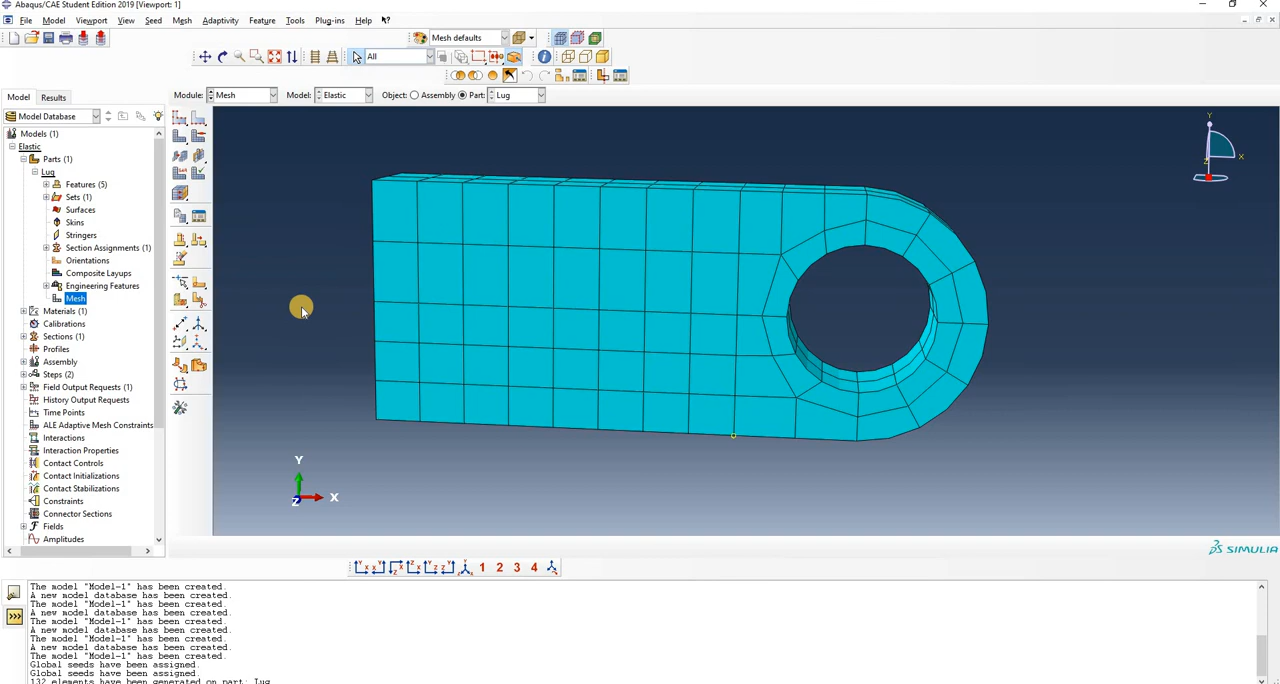 Abaqus/CAE Student Edition 2019 [Viewport: 1]
File Model Viewport View Seed Mesh Adaptivity Feature Tools Plug-ins Help
Mesh defaults
All
Model Results
Module: Mesh Model: Elastic Object: Assembly Part: Lug
Model Database
Models (1)
Elastic
Parts (1)
Lug
Features (5)
Sets (1)
Surfaces
Skins
Stringers
Section Assignments (1)
Orientations
Composite Layups
Engineering Features
Mesh
Materials (1)
Calibrations
Sections (1)
Profiles
Assembly
Steps (2)
Field Output Requests (1)
History Output Requests
Time Points
ALE Adaptive Mesh Constraints
Interactions
Interaction Properties
Contact Controls
Contact Initializations
Contact Stabilizations
Constraints
Connector Sections
Fields
Amplitudes
Y
X
Z
Y
X
Z
SIMULIA
1 2 3 4
The model "Model-1" has been created.
A new model database has been created.
The model "Model-1" has been created.
A new model database has been created.
The model "Model-1" has been created.
A new model database has been created.
The model "Model-1" has been created.
A new model database has been created.
The model "Model-1" has been created.
Global seeds have been assigned.
Global seeds have been assigned.
132 elements have been generated on part: Lug